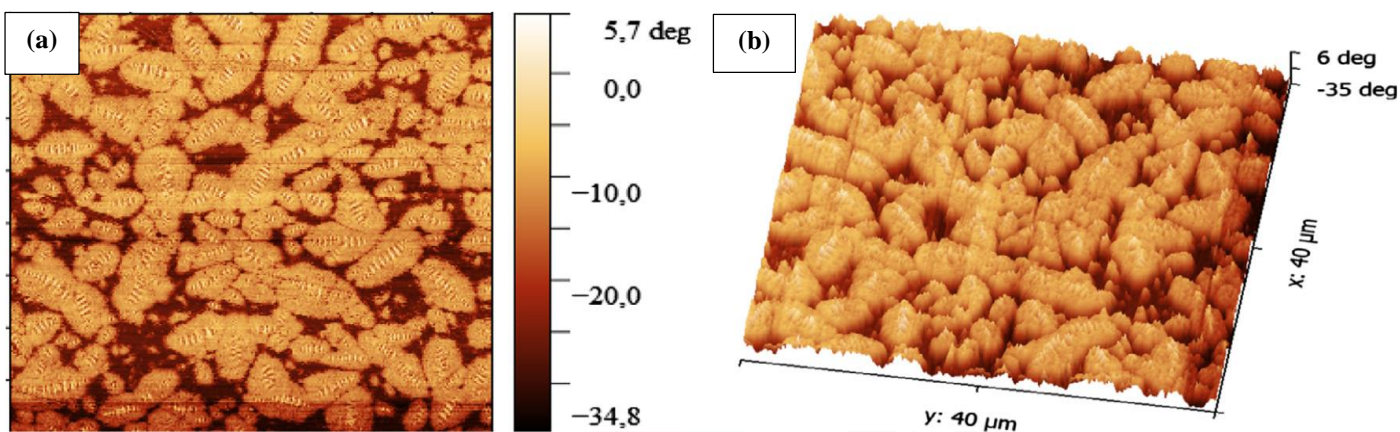 (a)
5,7 deg
0,0
−10,0
−20,0
−34,8
(b)
6 deg
-35 deg
x: 40 µm
y: 40 µm